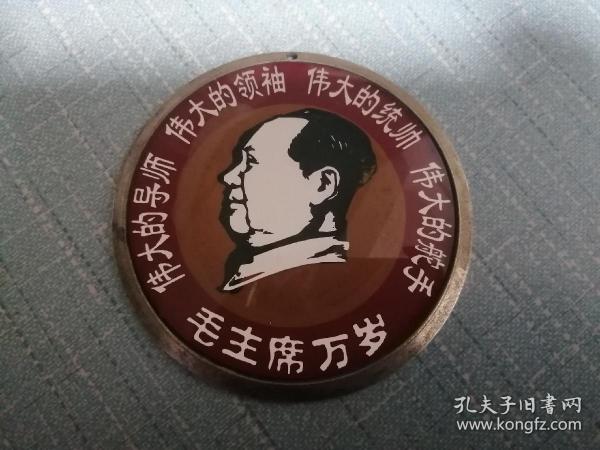 伟大的导师 伟大的领袖 伟大的统帅 伟大的舵手
毛主席万岁
孔夫子旧書网
www.kongfz.com